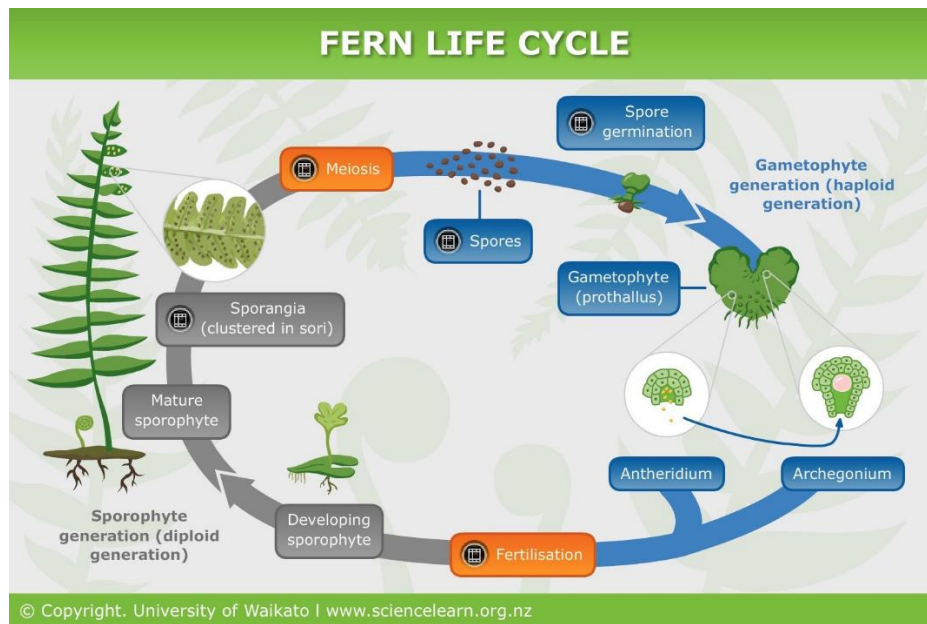 FERN LIFE CYCLE
Spore
germination
Meiosis
Gametophyte
generation (haploid
generation)
Spores
Gametophyte
(prothallus)
Sporangia
(clustered in sori)
Mature
sporophyte
Antheridium
Archegonium
Sporophyte
generation (diploid
generation)
Developing
sporophyte
Fertilisation
© Copyright. University of Waikato l www.sciencelearn.org.nz